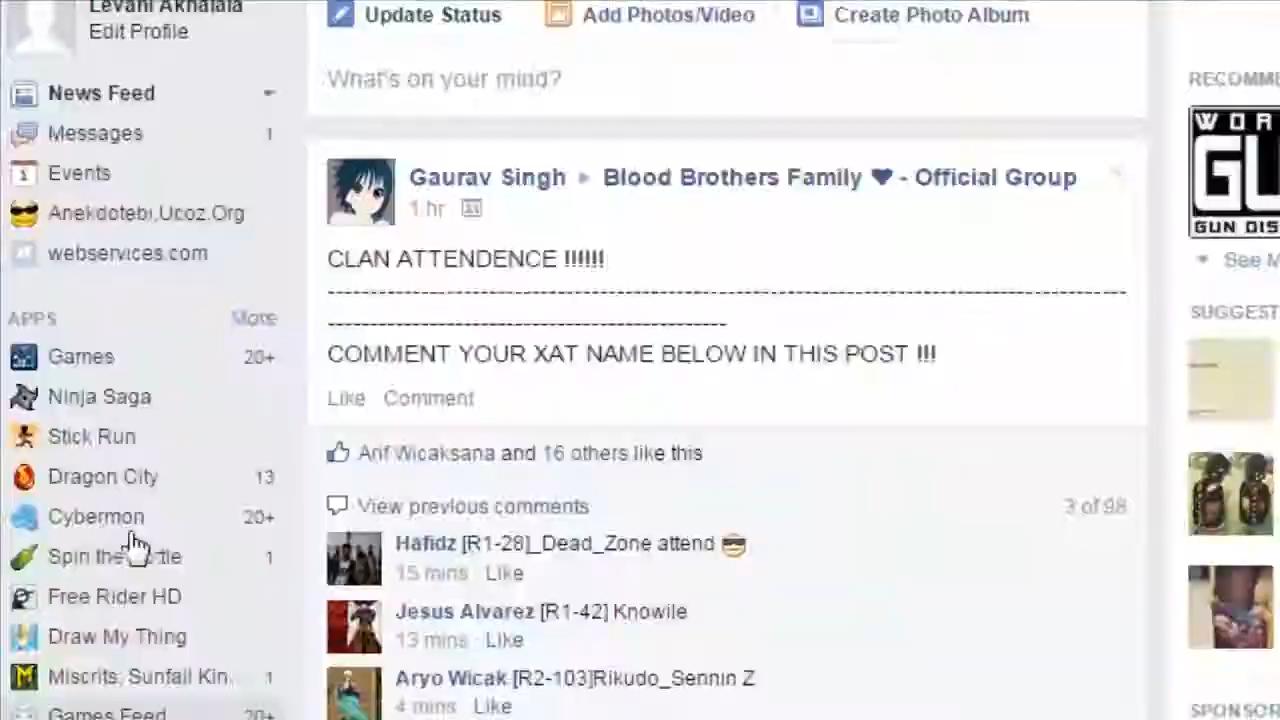 Levani Akhalaia
Edit Profile
News Feed
Messages 1
Events
Anekdotebi.Ucoz.Org
webservices.com
APPS More
Games 20+
Ninja Saga
Stick Run
Dragon City 13
Cybermon 20+
Spin the 1
Free Rider HD
Draw My Thing
Miscrits: Sunfall Kin... 1
Games Feed 20+
Update Status Add Photos/Video Create Photo Album
What's on your mind?
Gaurav Singh ▸ Blood Brothers Family ♥ - Official Group
1 hr
CLAN ATTENDENCE !!!!!!
COMMENT YOUR XAT NAME BELOW IN THIS POST !!!
Like Comment
Arif Wicaksana and 16 others like this
View previous comments 3 of 98
Hafidz [R1-28]_Dead_Zone attend 😎
15 mins · Like
Jesus Alvarez [R1-42] Knowile
13 mins · Like
Aryo Wicak [R2-103]Rikudo_Sennin Z
4 mins · Like
RECOMME
WOR
GU
GUN DIS
See M
SUGGEST
SPONSOR